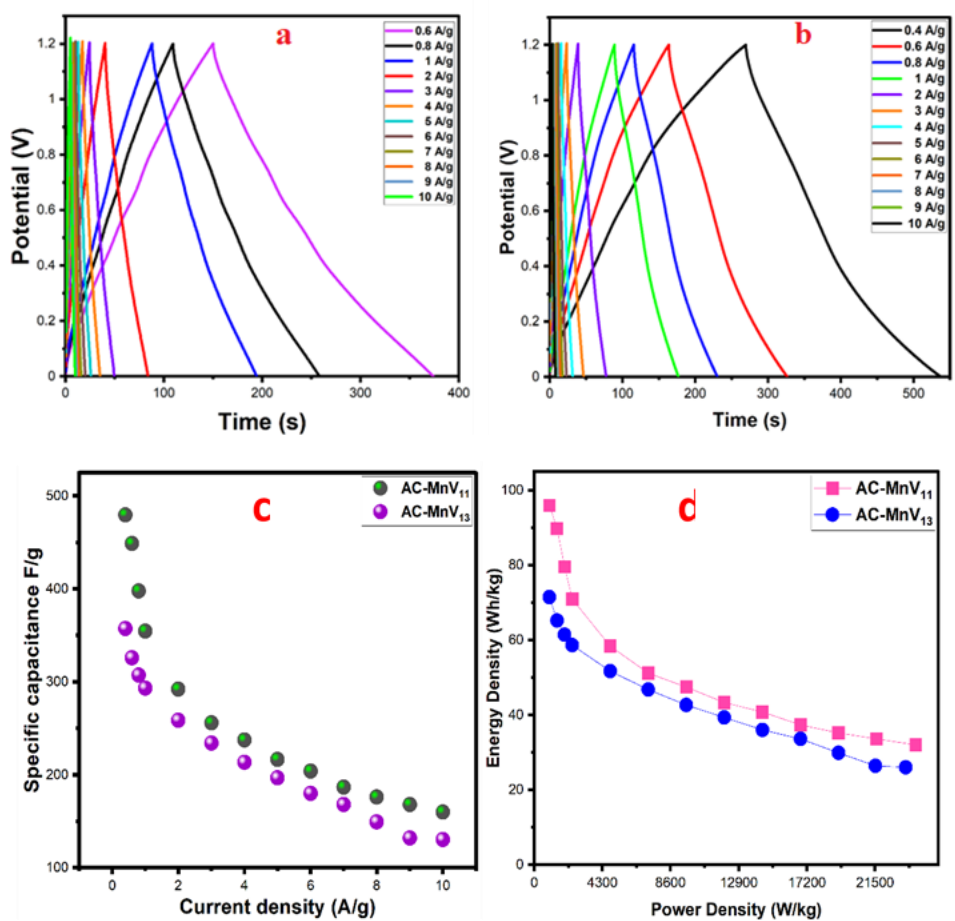 a
Potential (V)
1.2
1
0.8
0.6
0.4
0.2
0
0 100 200 300 400
Time (s)
0.6 A/g
0.8 A/g
1 A/g
2 A/g
3 A/g
4 A/g
5 A/g
6 A/g
7 A/g
8 A/g
9 A/g
10 A/g
b
Potential (V)
1.2
1
0.8
0.6
0.4
0.2
0
0 100 200 300 400 500
Time (s)
0.4 A/g
0.6 A/g
0.8 A/g
1 A/g
2 A/g
3 A/g
4 A/g
5 A/g
6 A/g
7 A/g
8 A/g
9 A/g
10 A/g
c
Specific capacitance F/g
500
400
300
200
100
0 2 4 6 8 10
Current density (A/g)
AC-MnV₁₁
AC-MnV₁₃
d
Energy Density (Wh/kg)
100
80
60
40
20
0
0 4300 8600 12900 17200 21500
Power Density (W/kg)
AC-MnV₁₁
AC-MnV₁₃